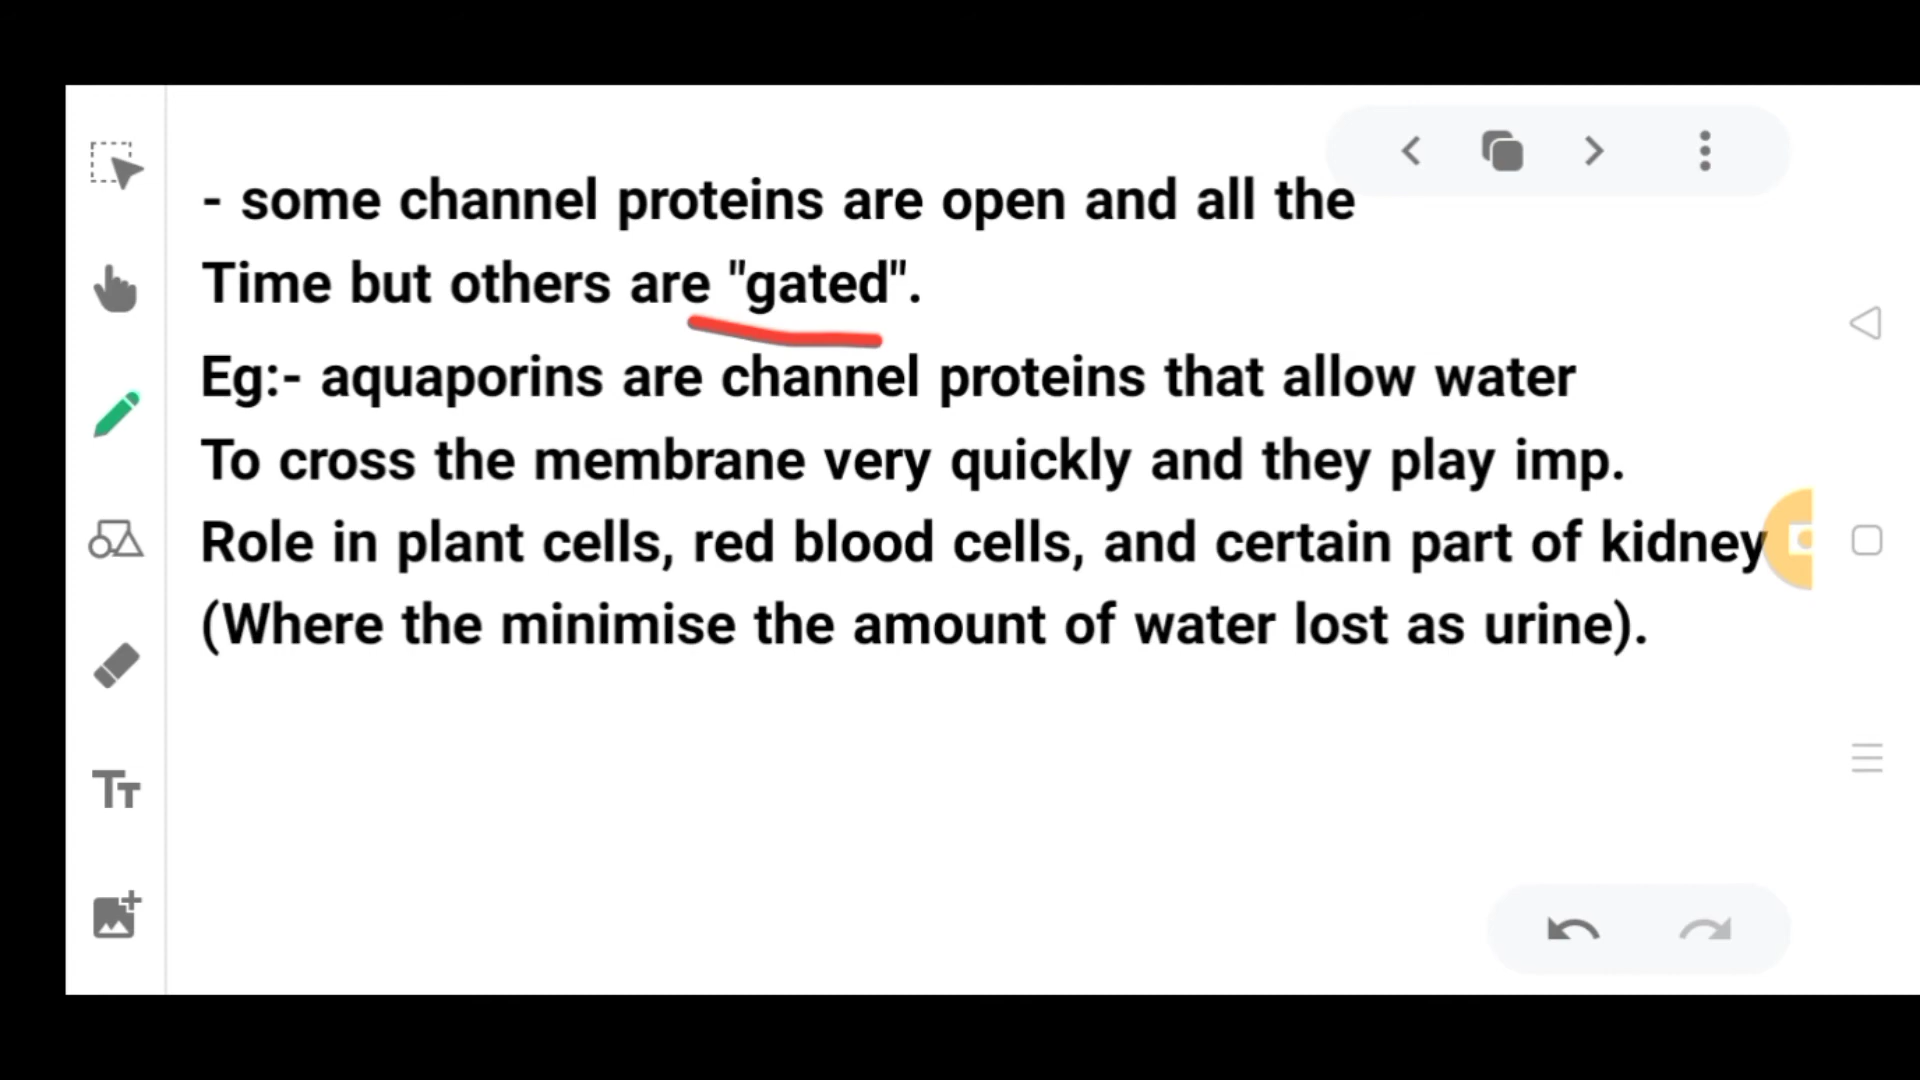 - some channel proteins are open and all the
Time but others are "gated".
Eg:- aquaporins are channel proteins that allow water
To cross the membrane very quickly and they play imp.
Role in plant cells, red blood cells, and certain part of kidney
(Where the minimise the amount of water lost as urine).
Tт